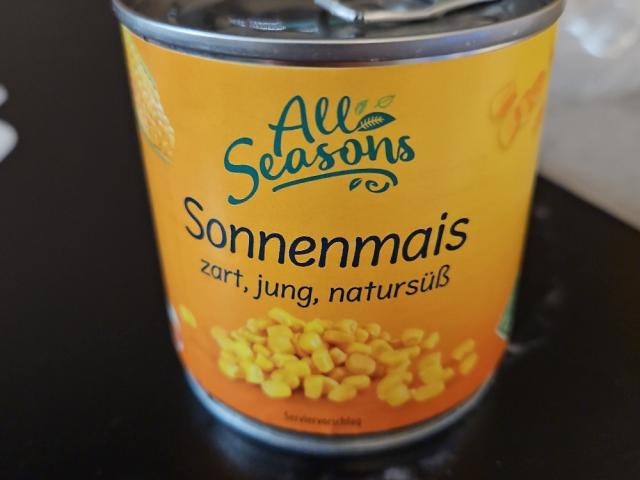 All
Seasons
Sonnenmais
zart, jung, natursüß
Serviervorschlag